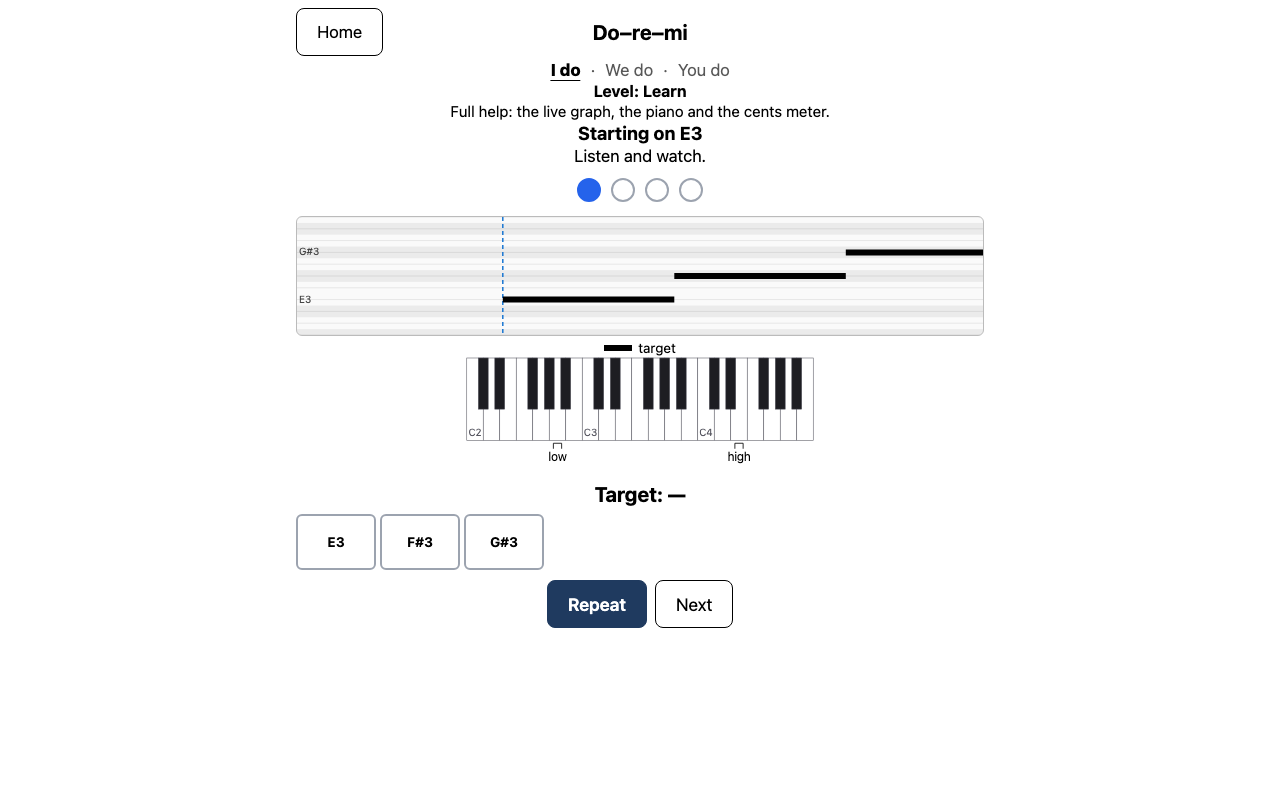 Home
Do–re–mi
I do · We do · You do
Level: Learn
Full help: the live graph, the piano and the cents meter.
Starting on E3
Listen and watch.
G#3
E3
target
C2 C3 C4
low high
Target: —
E3 F#3 G#3
Repeat Next